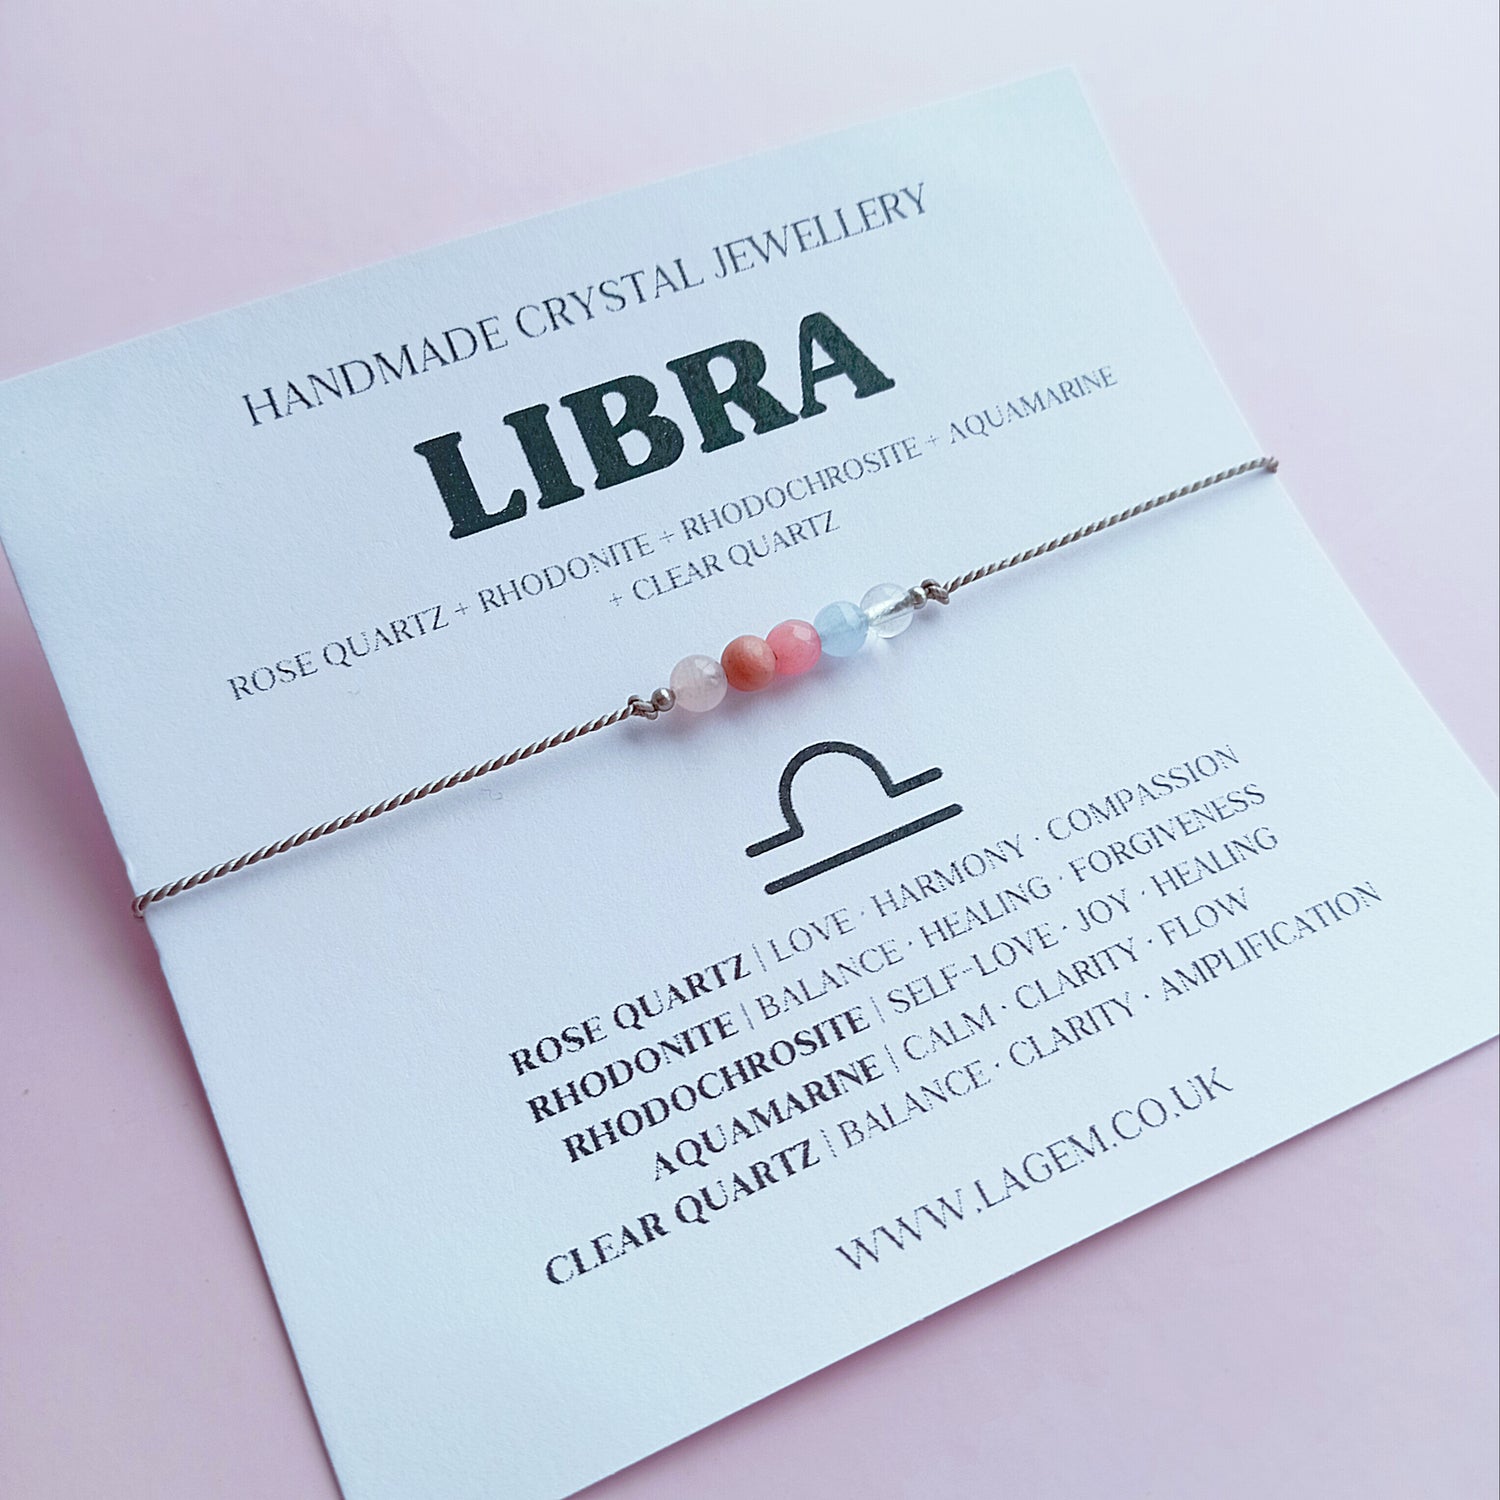 HANDMADE CRYSTAL JEWELLERY
LIBRA
ROSE QUARTZ + RHODONITE + RHODOCHROSITE + AQUAMARINE
+ CLEAR QUARTZ
ROSE QUARTZ | LOVE · HARMONY · COMPASSION
RHODONITE | BALANCE · HEALING · FORGIVENESS
RHODOCHROSITE | SELF-LOVE · JOY · HEALING
AQUAMARINE | CALM · CLARITY · FLOW
CLEAR QUARTZ | BALANCE · CLARITY · AMPLIFICATION
WWW.LAGEM.CO.UK